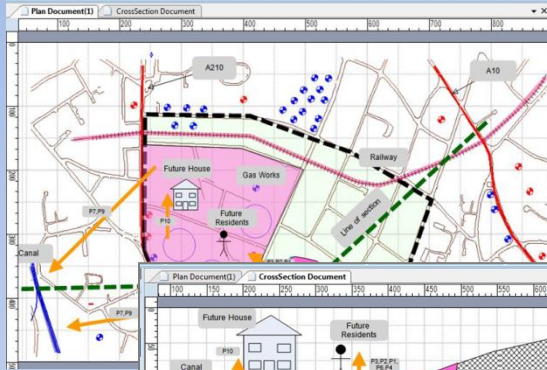 Plan Document(1) CrossSection Document
100 200 300 400 500 600 700 800
A210
A10
Future House
Gas Works
Railway
P7,P9
P10
Future
Residents
Line of section
Canal
P7,P9
Plan Document(1) CrossSection Document
100 150 200 250 300 350 400 450 500 550 600
Future House
Future
Residents
P10
Canal
P3,P2,P1,
P6,P4